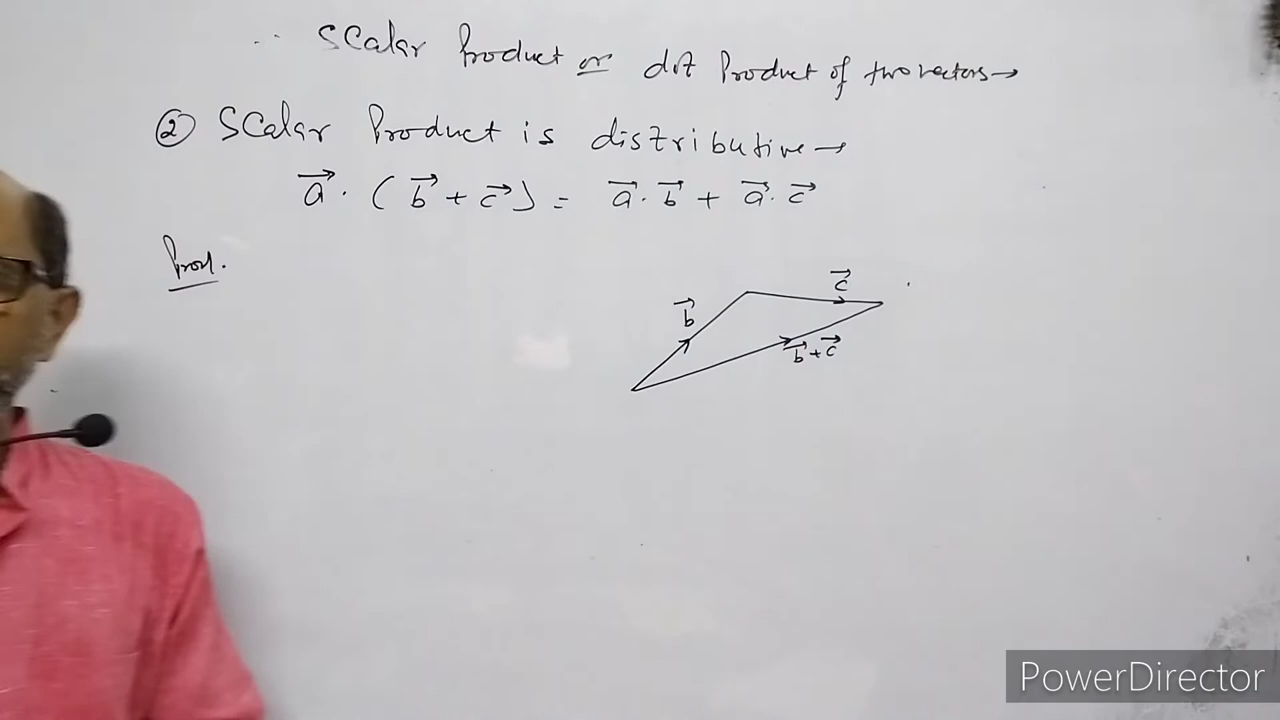 ∴ Scalar Product or dot Product of two vectors→
② Scalar Product is distributive→
a⃗ . ( b⃗ + c⃗ ) = a⃗ . b⃗ + a⃗ . c⃗
Proof.
c⃗
b⃗
b⃗ + c⃗
PowerDirector